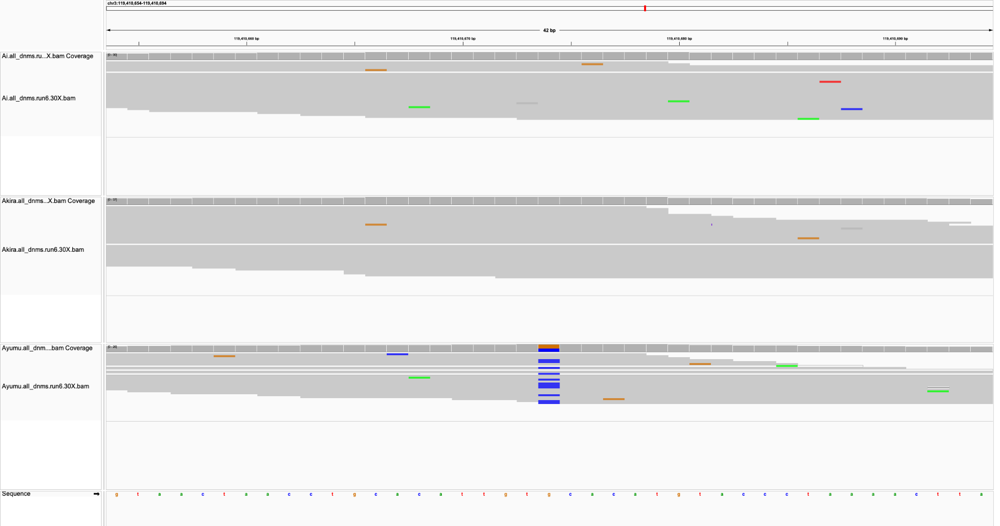 chr3:119,410,654-119,410,694
42 bp
119,410,660 bp 119,410,670 bp 119,410,680 bp 119,410,690 bp
Ai.all_dnms.ru...X.bam Coverage
[0 - 30]
Ai.all_dnms.run6.30X.bam
Akira.all_dnms...X.bam Coverage
[0 - 37]
Akira.all_dnms.run6.30X.bam
Ayumu.all_dnm....bam Coverage
[0 - 26]
Ayumu.all_dnms.run6.30X.bam
Sequence
g t a a c t a a c c t g c a c a t t g t g c a c a t g t a c c c t a a a a c t t a